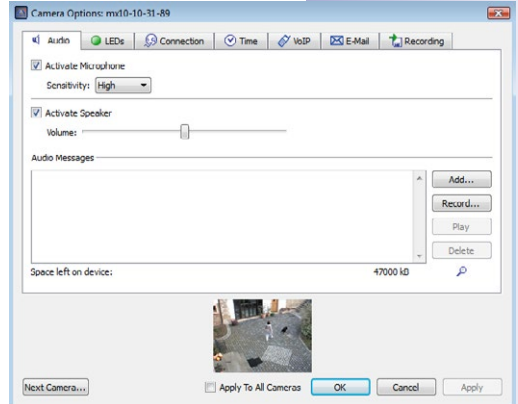 Camera Options: mx10-10-31-89
Audio LEDs Connection Time VoIP E-Mail Recording
Activate Microphone
Sensitivity: High
Activate Speaker
Volume:
Audio Messages
Add...
Record...
Play
Delete
Space left on device: 47000 kB
Next Camera... Apply To All Cameras OK Cancel Apply